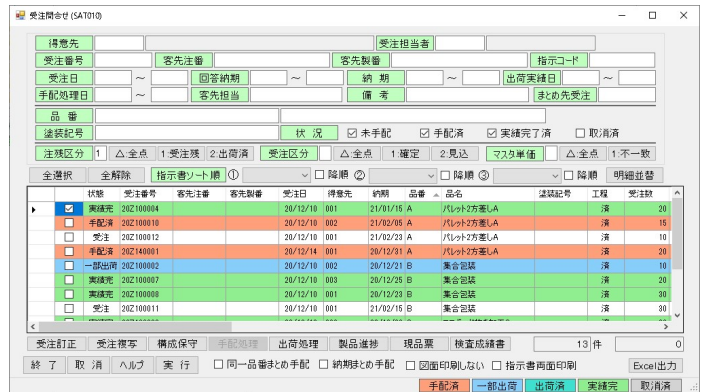 受注問合せ (SAT010)
得意先 受注担当者
受注番号 客先注番 客先製番 指示コード
受注日 ～ 回答納期 ～ 納 期 ～ 出荷実績日 ～
手配処理日 ～ 客先担当 備 考 まとめ先受注
品 番
塗装記号 状 況 未手配 手配済 実績完了済 取消済
注残区分 1 △:全点 1:受注残 2:出荷済 受注区分 △:全点 1:確定 2:見込 マスタ単価 △:全点 1:不一致
全選択 全解除 指示書ソート順 ① 降順 ② 降順 ③ 降順 明細並替
状態 受注番号 客先注番 客先製番 受注日 得意先 納期 品番 品名 塗装記号 工程 受注数
実績完 20Z100004 20/12/10 001 21/01/15 A パレット2方差しA 済 20
手配済 20Z100010 20/12/10 002 21/02/05 A パレット2方差しA 済 15
受注 20Z100012 20/12/10 001 21/02/23 A パレット2方差しA 済 10
手配済 20Z140001 20/12/14 001 20/12/31 A パレット2方差しA 済 20
一部出荷 20Z100002 20/12/10 001 20/12/21 B 集合包装 済 10
実績完 20Z100007 20/12/10 003 20/12/25 B 集合包装 済 20
実績完 20Z100008 20/12/10 002 20/12/23 B 集合包装 済 30
受注 20Z100011 20/12/10 001 20/12/25 B 集合包装 済 30
受注訂正 受注複写 構成保守 手配処理 出荷処理 製品進捗 現品票 検査成績書 13 件 0
終 了 取 消 ヘルプ 実 行 同一品番まとめ手配 納期まとめ手配 図面印刷しない 指示書両面印刷 Excel出力
手配済 一部出荷 出荷済 実績完 取消済